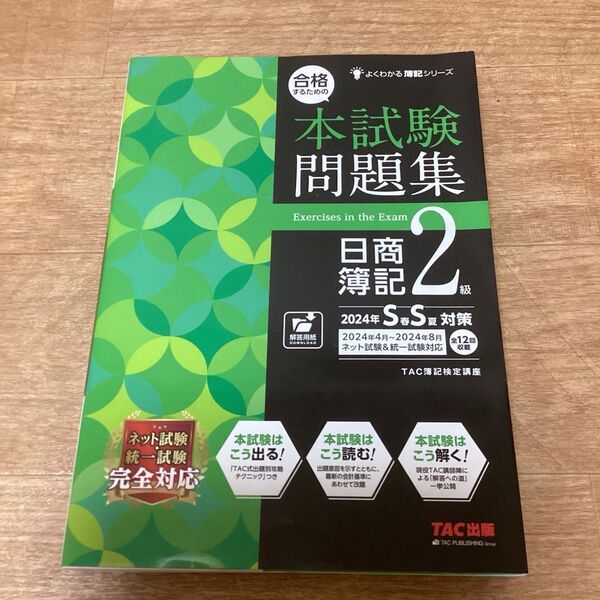 よくわかる簿記シリーズ
合格
するための
本試験
問題集
Exercises in the Exam
日商
簿記
2級
2024年SS対策
春 夏
解答用紙
DOWNLOAD
2024年4月～2024年8月
ネット試験&統一試験対応
全12回
収載
TAC簿記検定講座
ネット試験
統一試験
完全対応
本試験は
こう出る!
「TAC式出題別攻略
テクニック」つき
本試験は
こう読む!
出題意図を示すとともに、
最新の会計基準に
あわせて改題
本試験は
こう解く!
現役TAC講師陣に
よる「解答への道」
一挙公開
TAC出版
TAC PUBLISHING Group